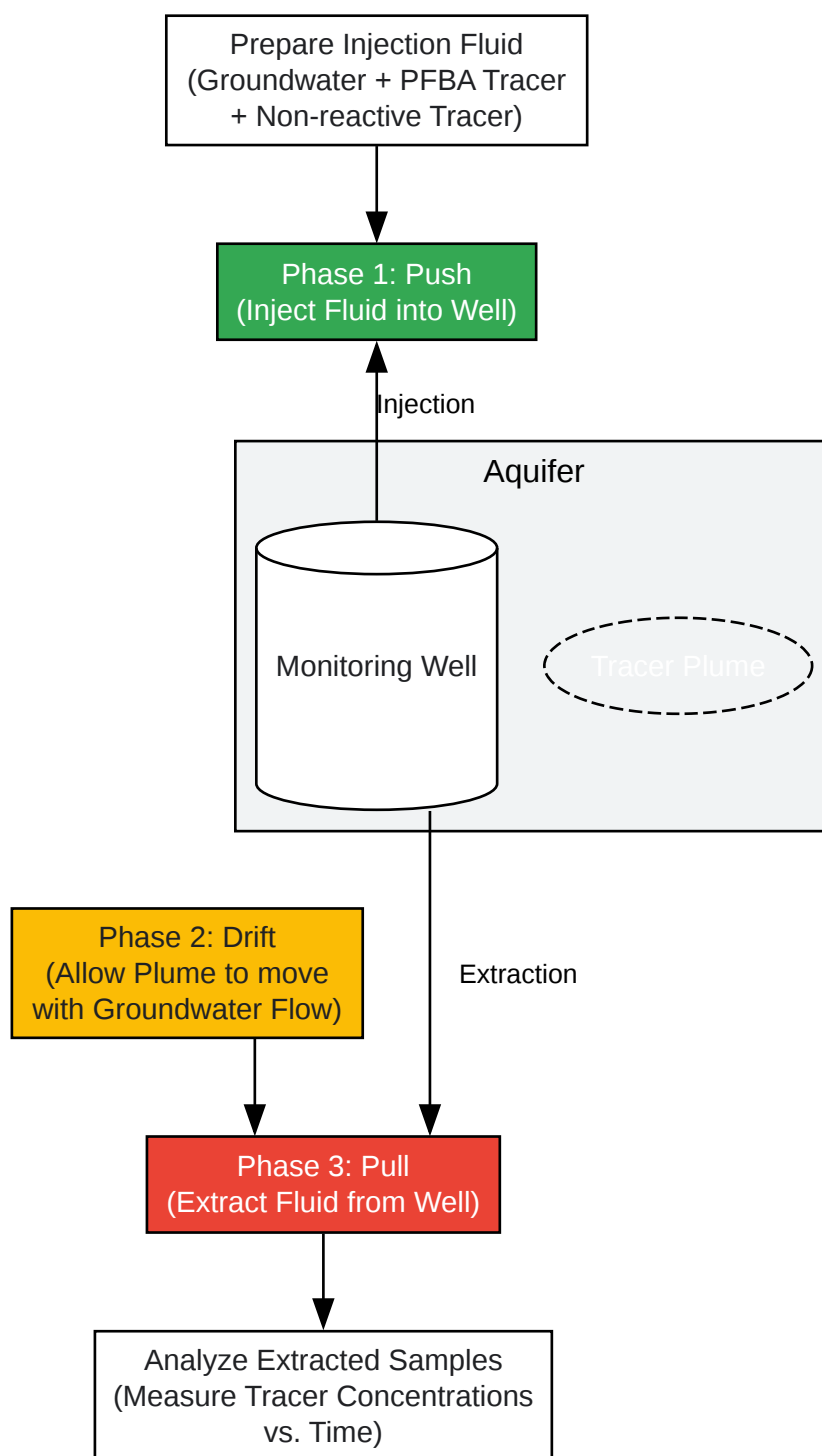 Prepare Injection Fluid
(Groundwater + PFBA Tracer
+ Non-reactive Tracer)
Phase 1: Push
(Inject Fluid into Well)
Injection
Aquifer
Monitoring Well
Tracer Plume
Phase 2: Drift
(Allow Plume to move
with Groundwater Flow)
Extraction
Phase 3: Pull
(Extract Fluid from Well)
Analyze Extracted Samples
(Measure Tracer Concentrations
vs. Time)